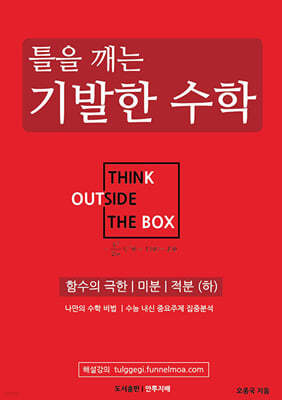 틀을 깨는
기발한 수학
THINK
OUTSIDE
THE BOX
함수의 극한 | 미분 | 적분 (하)
나만의 수학 비법 | 수능 내신 중요주제 집중분석
해설강의 tulggegi.funnelmoa.com
도서출판 | 안투지배
오종국 지음